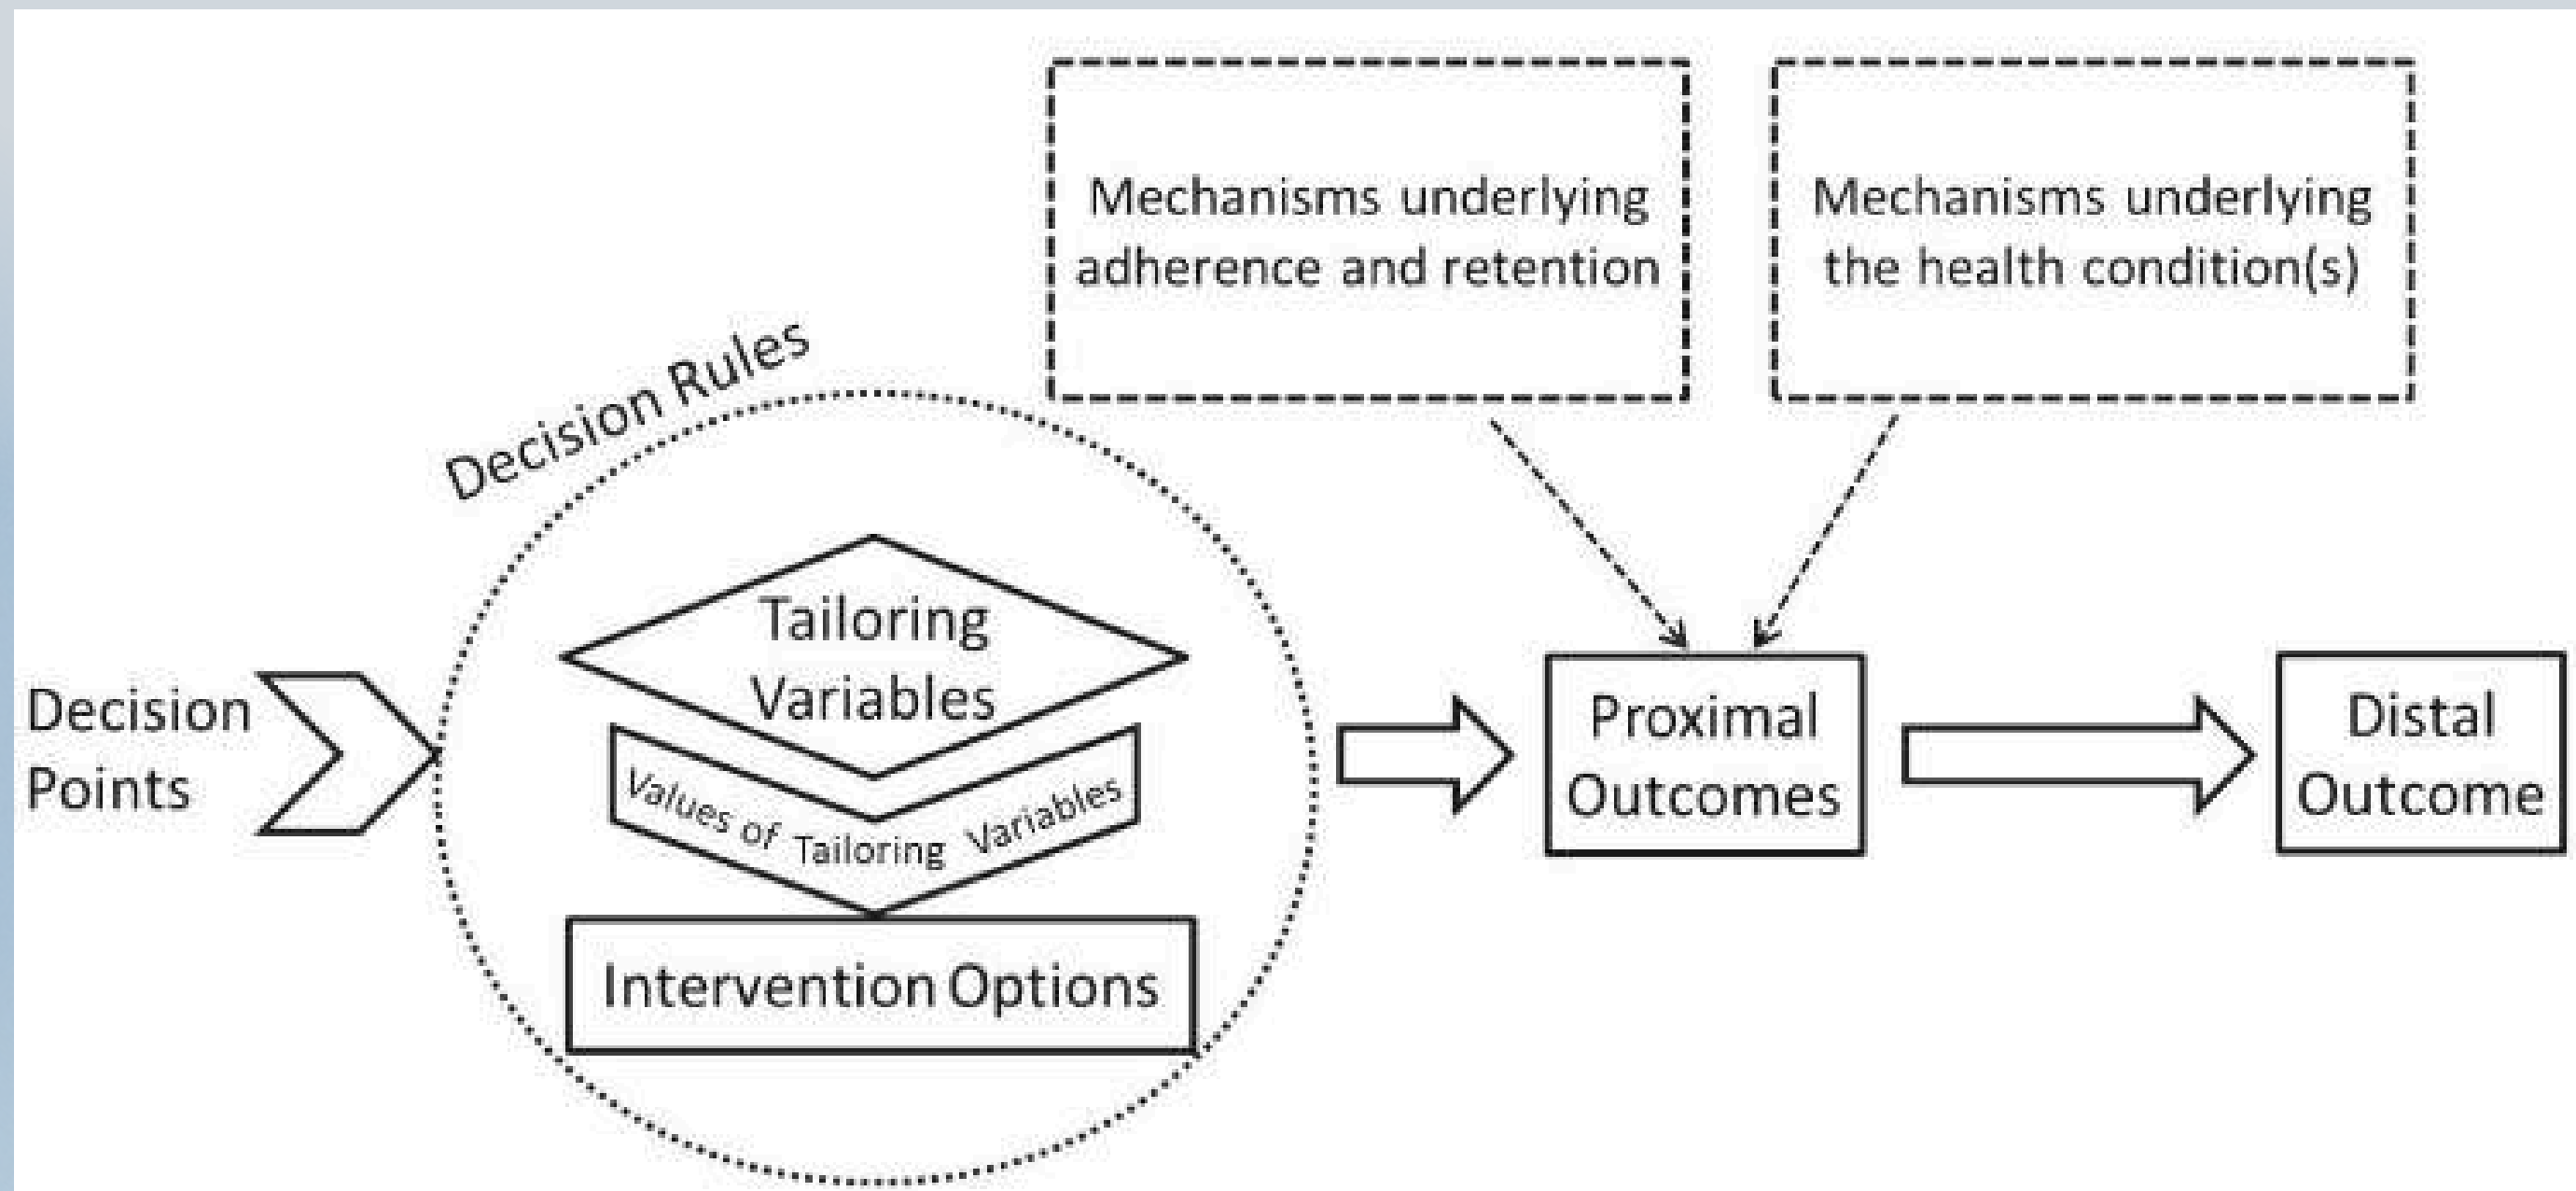 Mechanisms underlying
adherence and retention
Mechanisms underlying
the health condition(s)
Decision Rules
Decision
Points
Tailoring
Variables
Values of Tailoring Variables
Intervention Options
Proximal
Outcomes
Distal
Outcome